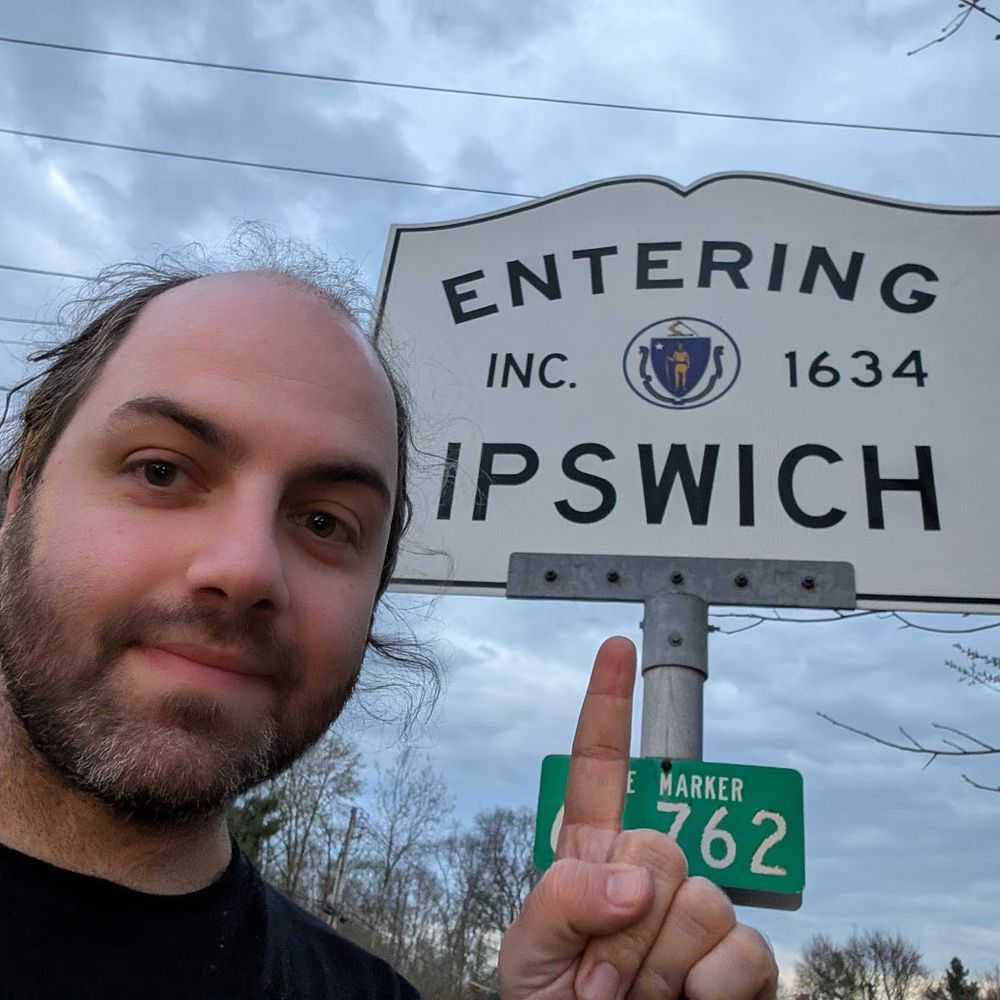 ENTERING
INC. 1634
IPSWICH
MARKER
762